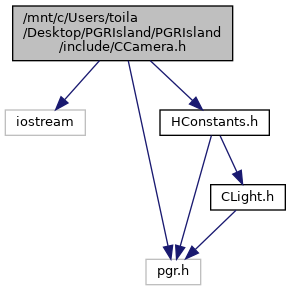 /mnt/c/Users/toila
/Desktop/PGRIsland/PGRIsland
/include/CCamera.h
iostream
HConstants.h
CLight.h
pgr.h